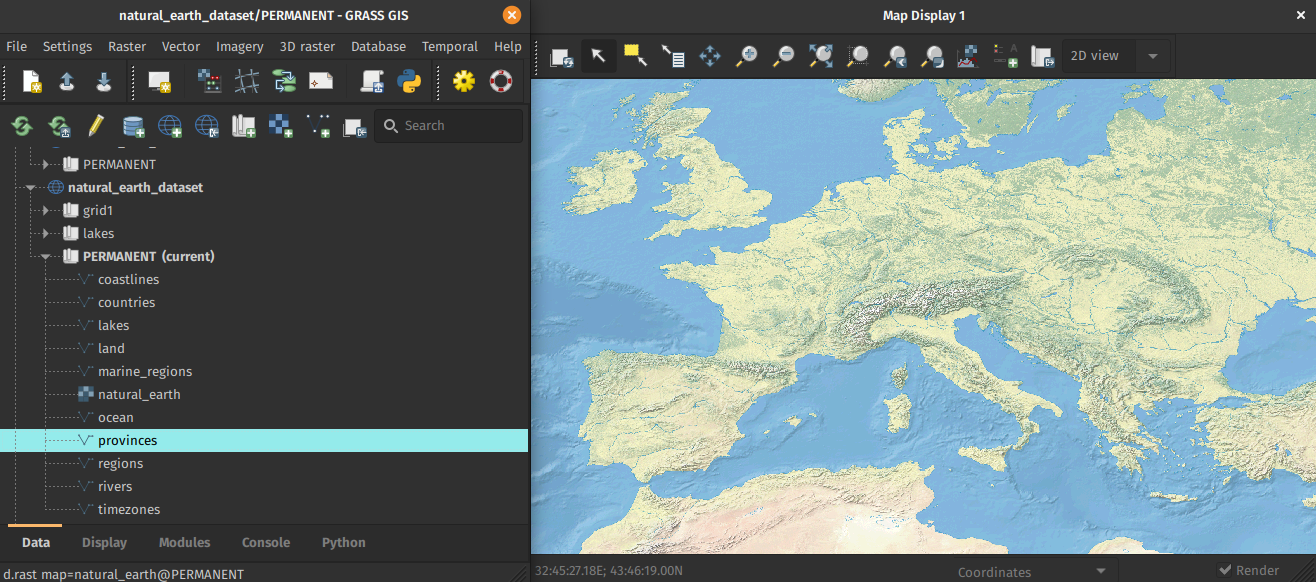 natural_earth_dataset/PERMANENT - GRASS GIS
Map Display 1
File Settings Raster Vector Imagery 3D raster Database Temporal Help
2D view
Search
PERMANENT
natural_earth_dataset
grid1
lakes
PERMANENT (current)
coastlines
countries
lakes
land
marine_regions
natural_earth
ocean
provinces
regions
rivers
timezones
Data Display Modules Console Python
d.rast map=natural_earth@PERMANENT
32:45:27.18E; 43:46:19.00N
Coordinates
Render